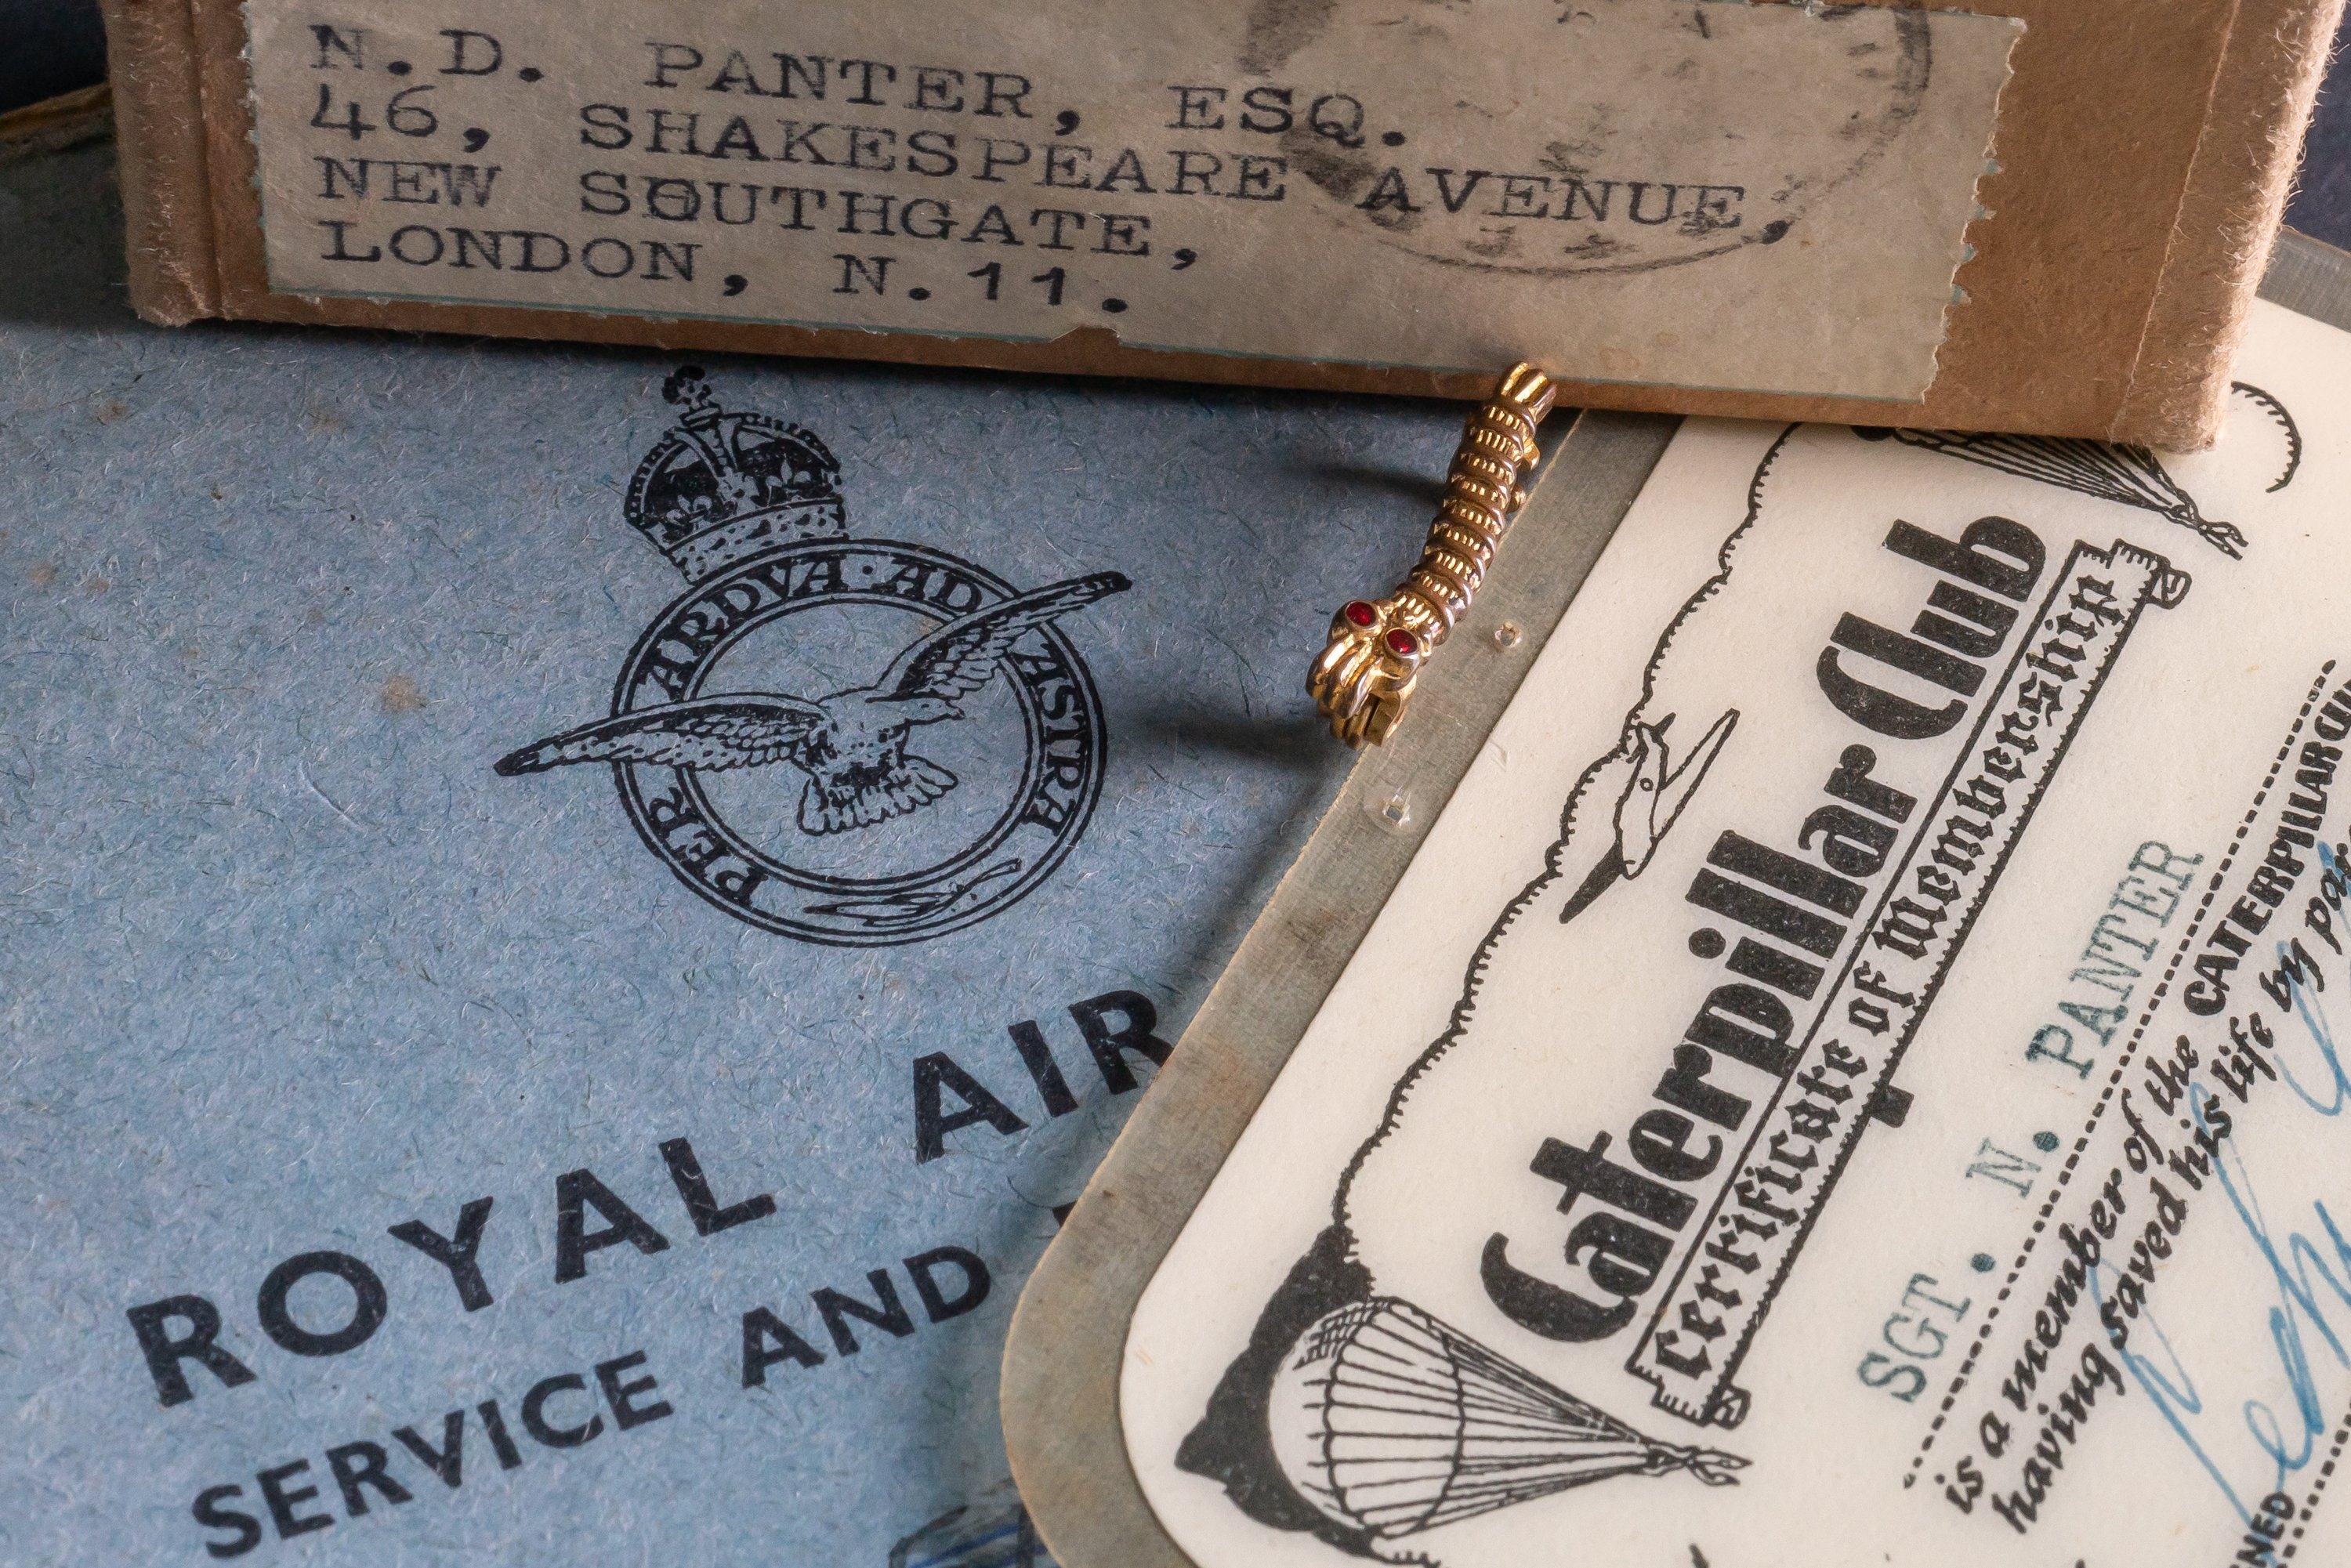 N.D. PANTER, ESQ.
46, SHAKESPEARE AVENUE,
NEW SOUTHGATE,
LONDON, N.11.
PER ARDVA · AD ASTRA
ROYAL AIR
SERVICE AND
Caterpillar Club
Certificate of Membership
SGT. N. PANTER
is a member of the CATERPILLAR
having saved his life by